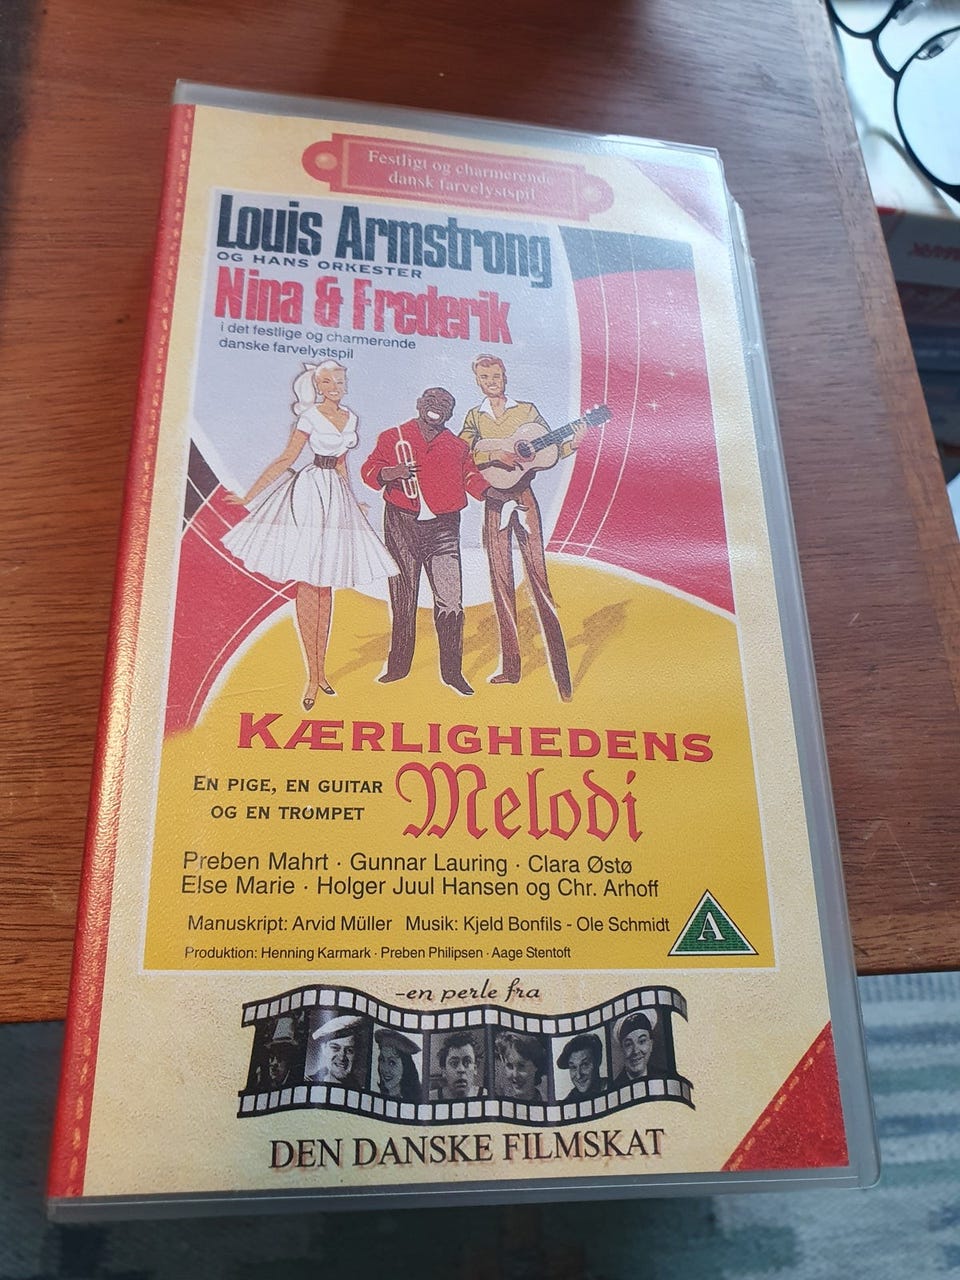 Festligt og charmerende
dansk farvelystspil
Louis Armstrong
OG HANS ORKESTER
Nina & Frederik
i det festlige og charmerende
danske farvelystspil
KÆRLIGHEDENS
EN PIGE, EN GUITAR
OG EN TROMPET
Melodi
Preben Mahrt · Gunnar Lauring · Clara Østø
Else Marie · Holger Juul Hansen og Chr. Arhoff
Manuskript: Arvid Müller Musik: Kjeld Bonfils - Ole Schmidt
Produktion: Henning Karmark · Preben Philipsen · Aage Stentoft
A
-en perle fra
DEN DANSKE FILMSKAT